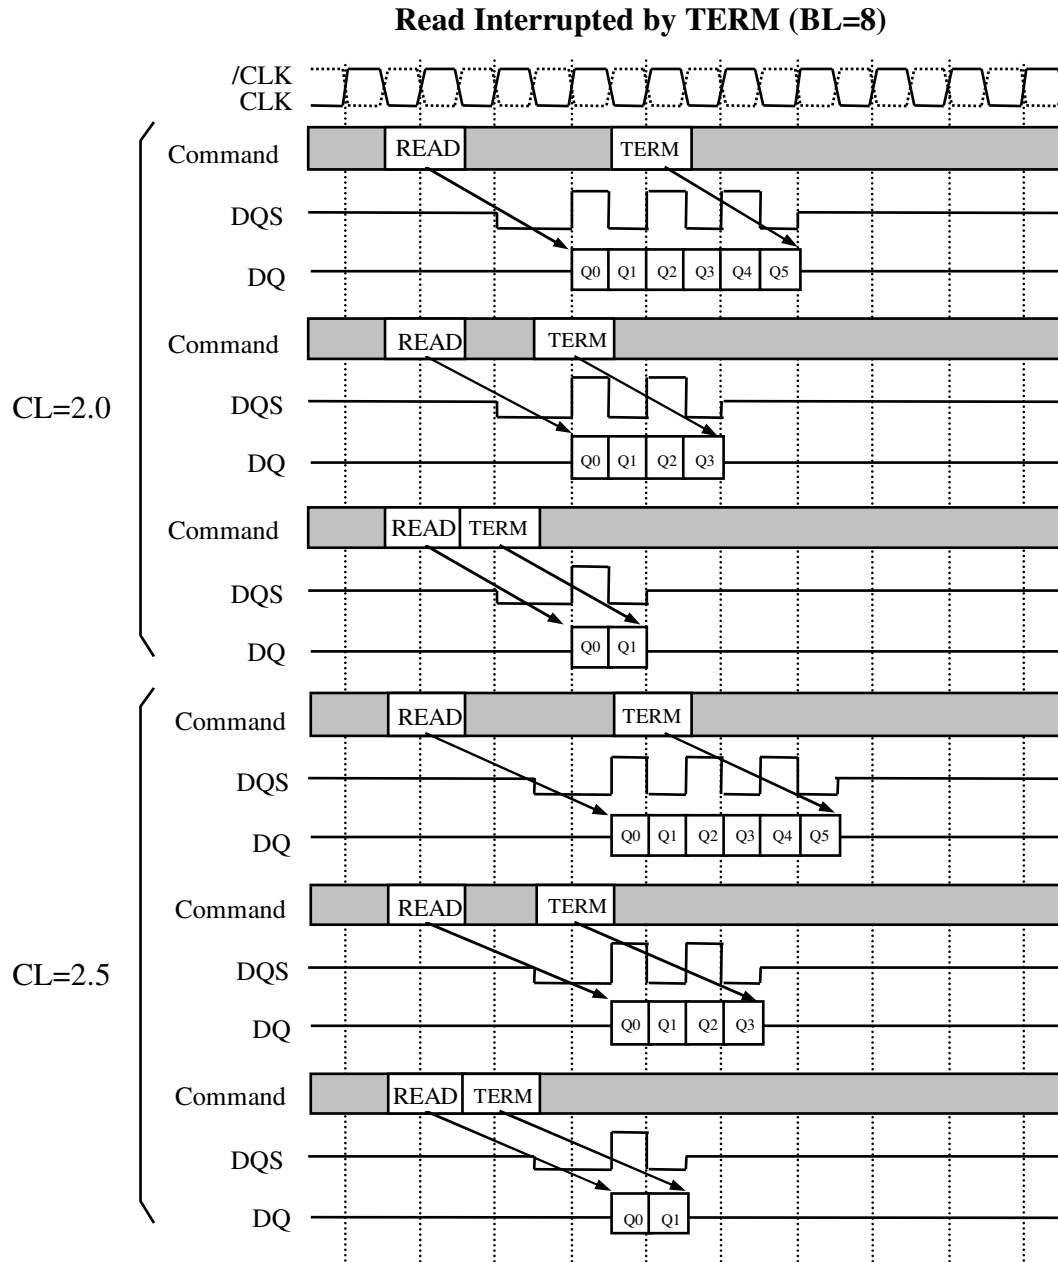 Read Interrupted by TERM (BL=8)
/CLK
CLK
Command READ TERM
DQS
DQ Q0 Q1 Q2 Q3 Q4 Q5
Command READ TERM
CL=2.0
DQS
DQ Q0 Q1 Q2 Q3
Command READ TERM
DQS
DQ Q0 Q1
Command READ TERM
DQS
DQ Q0 Q1 Q2 Q3 Q4 Q5
Command READ TERM
CL=2.5
DQS
DQ Q0 Q1 Q2 Q3
Command READ TERM
DQS
DQ Q0 Q1